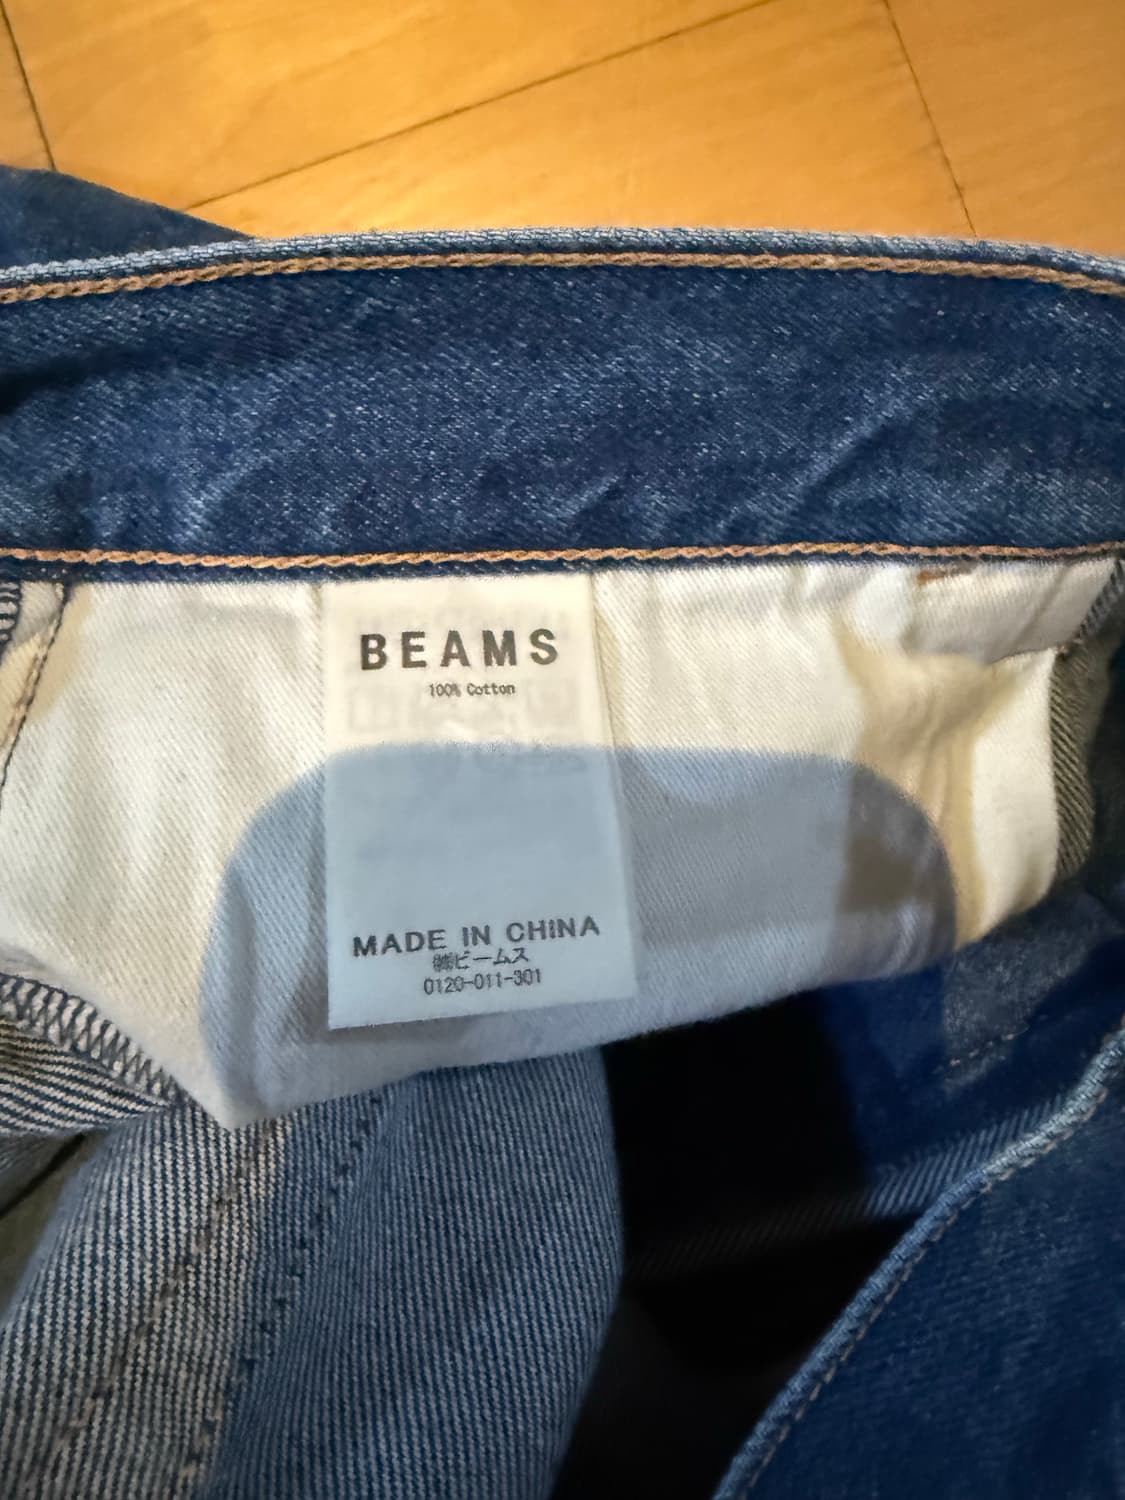 BEAMS
100% Cotton
MADE IN CHINA
㈱ビームス
0120-011-301